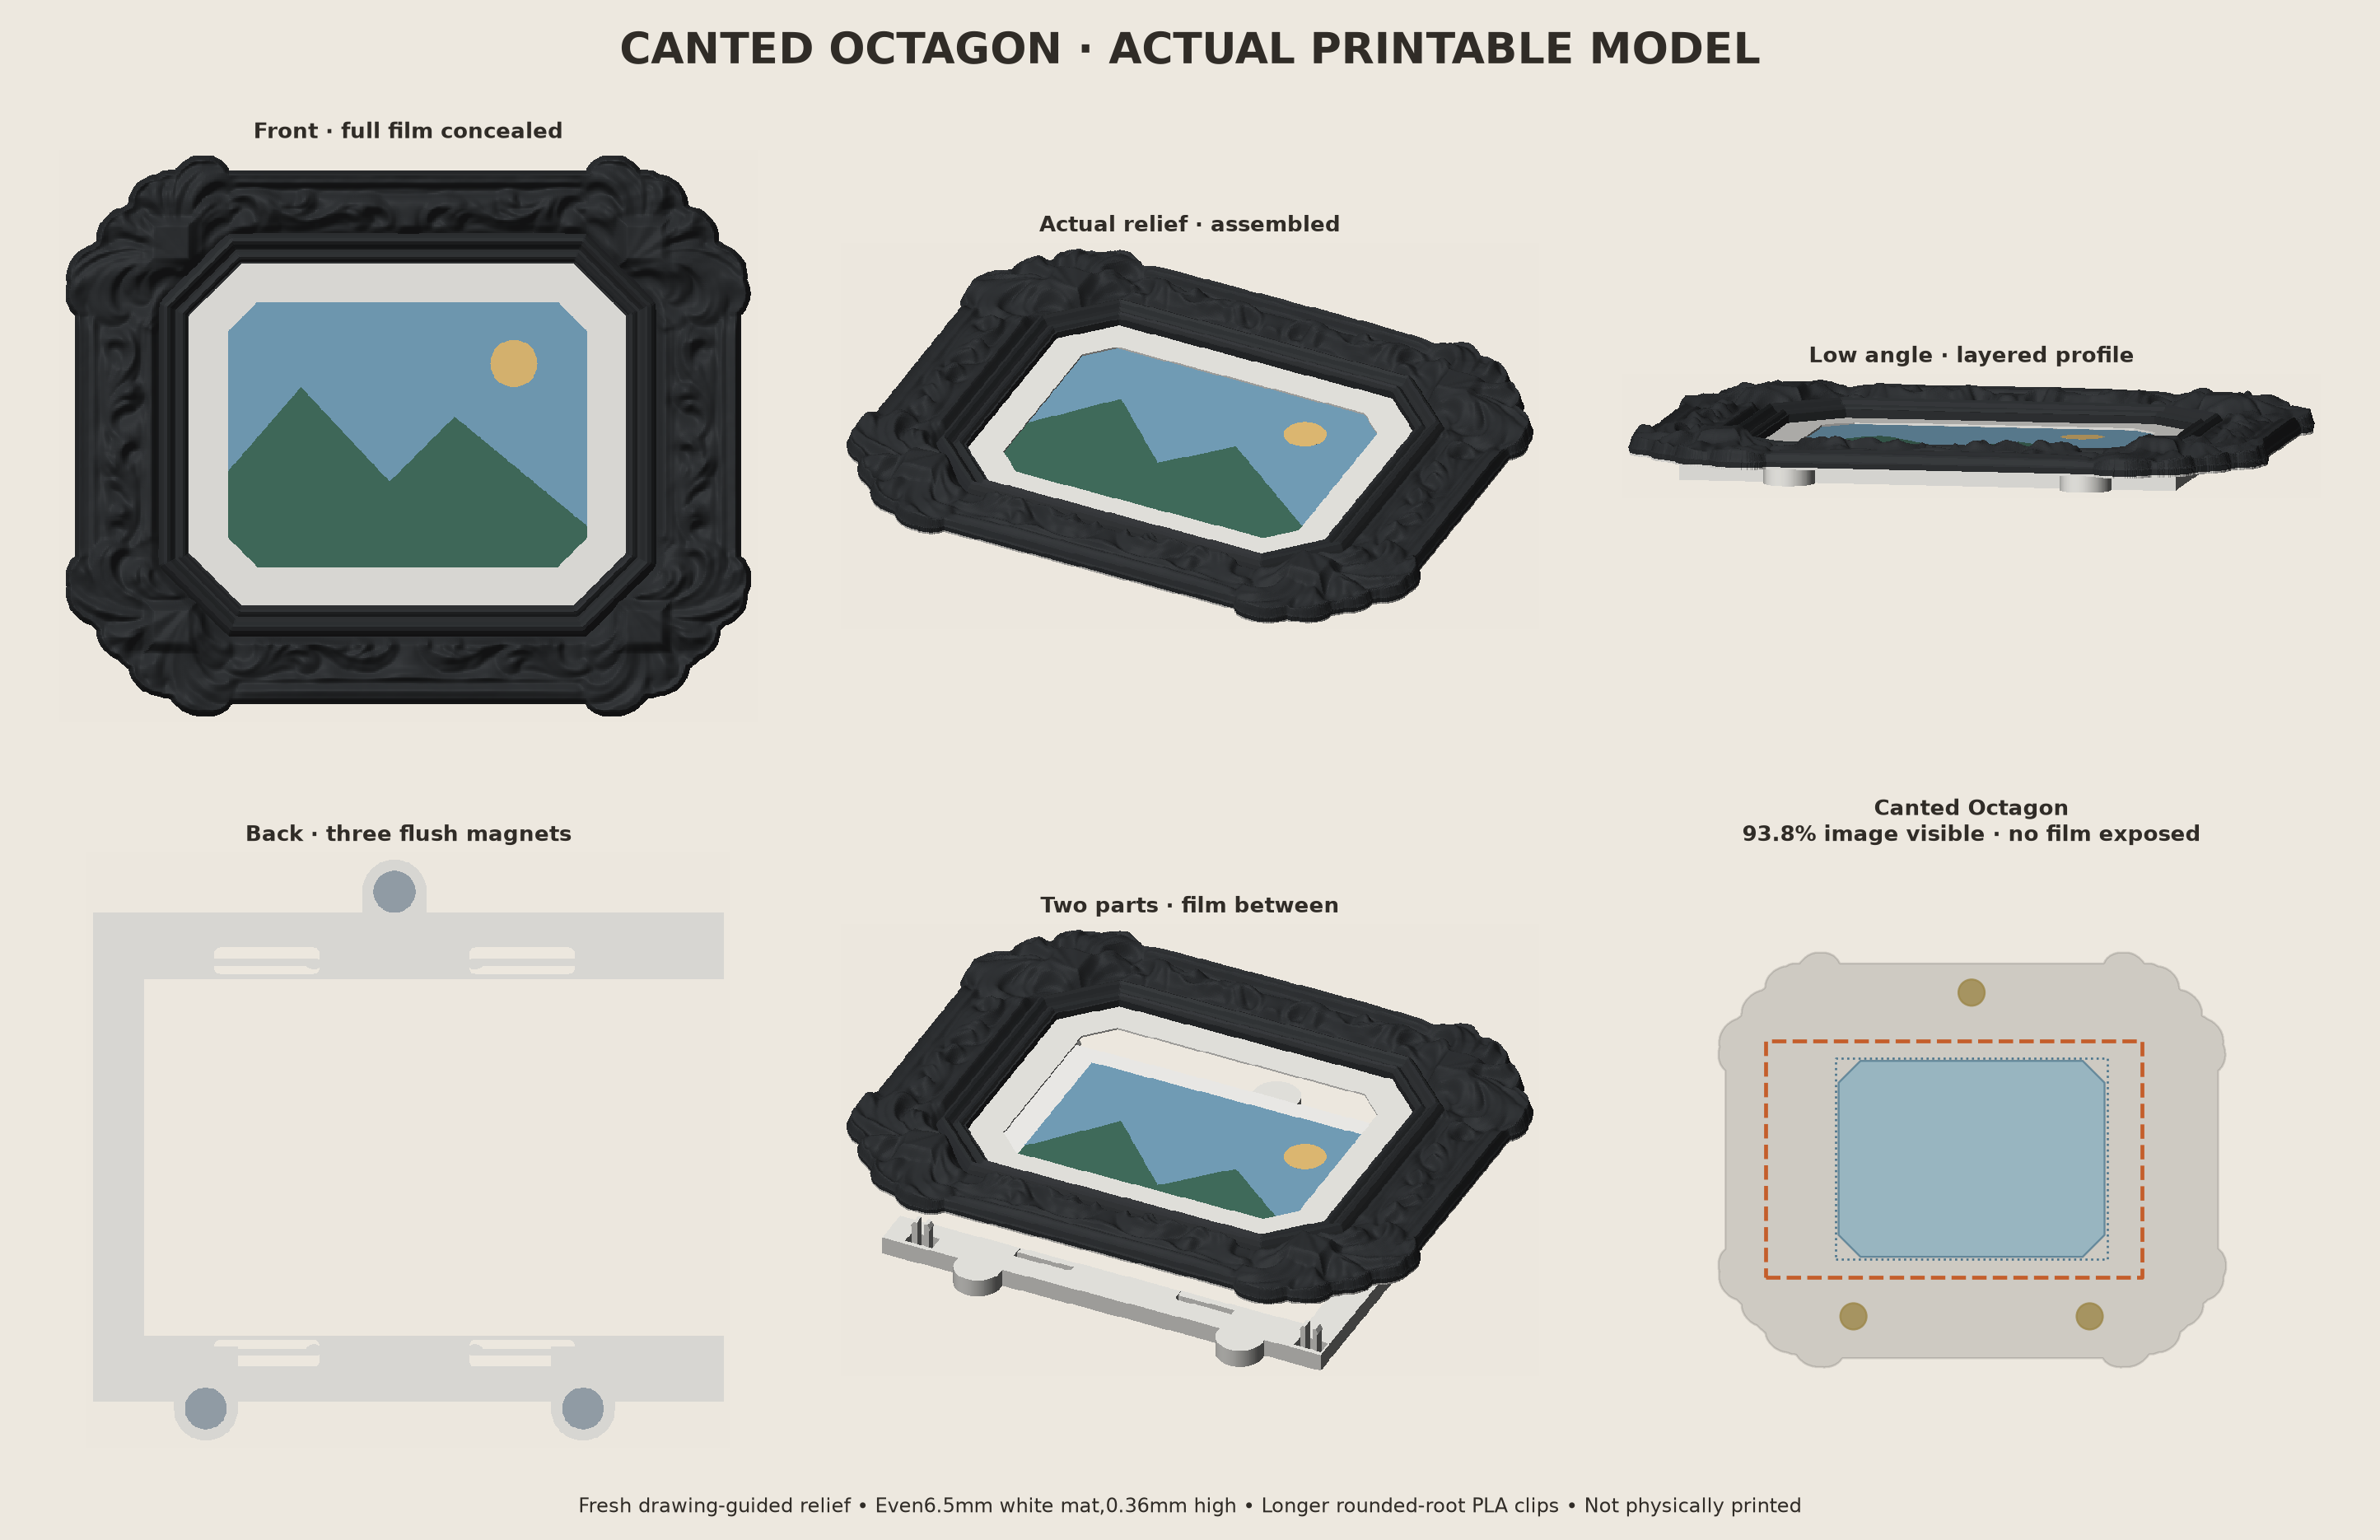 CANTED OCTAGON · ACTUAL PRINTABLE MODEL
Front · full film concealed
Actual relief · assembled
Low angle · layered profile
Back · three flush magnets
Two parts · film between
Canted Octagon
93.8% image visible · no film exposed
Fresh drawing-guided relief • Even6.5mm white mat,0.36mm high • Longer rounded-root PLA clips • Not physically printed